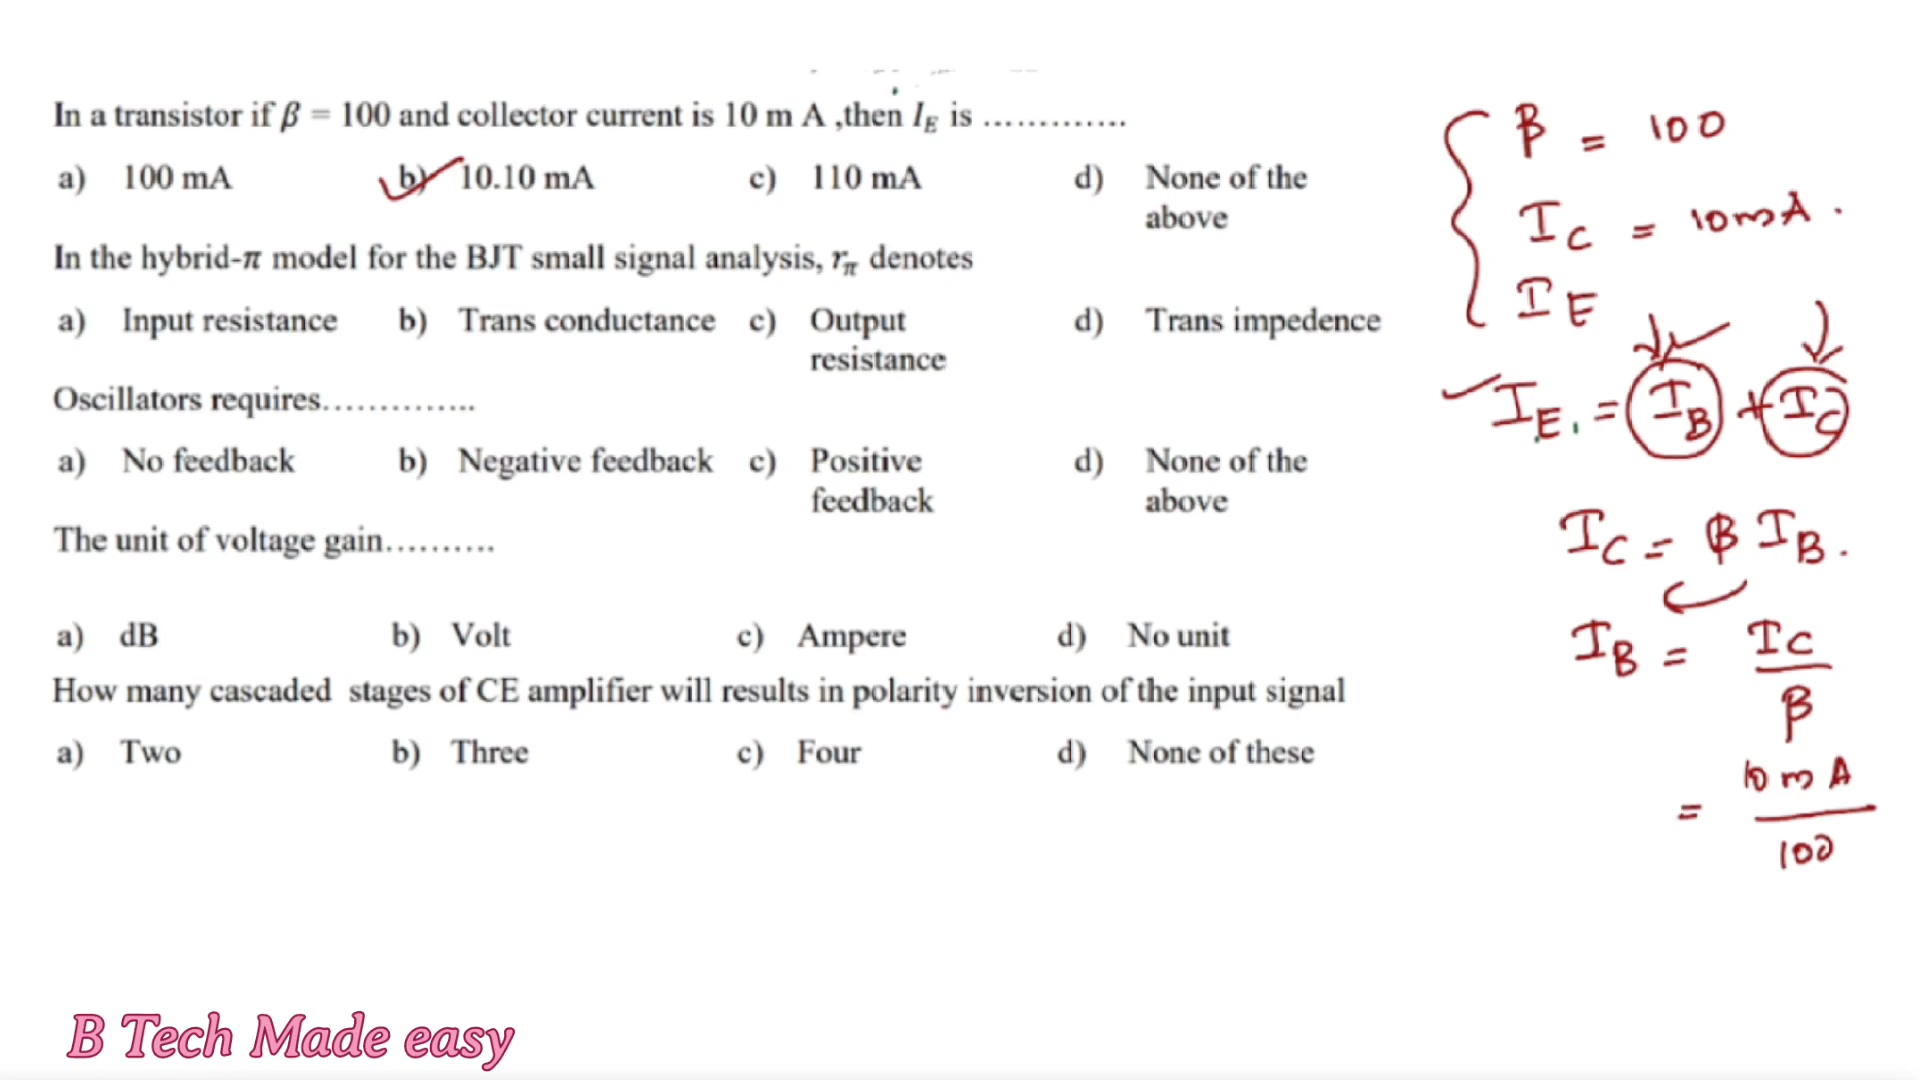 In a transistor if β = 100 and collector current is 10 m A ,then I_E is .............
a) 100 mA b) 10.10 mA c) 110 mA d) None of the
above
In the hybrid-π model for the BJT small signal analysis, r_π denotes
a) Input resistance b) Trans conductance c) Output d) Trans impedence
resistance
Oscillators requires..............
a) No feedback b) Negative feedback c) Positive d) None of the
feedback above
The unit of voltage gain..........
a) dB b) Volt c) Ampere d) No unit
How many cascaded stages of CE amplifier will results in polarity inversion of the input signal
a) Two b) Three c) Four d) None of these
β = 100
I_C = 10mA.
I_E
I_E = I_B + I_C
I_C = β I_B.
I_B = I_C
β
= 10 m A
100
B Tech Made easy